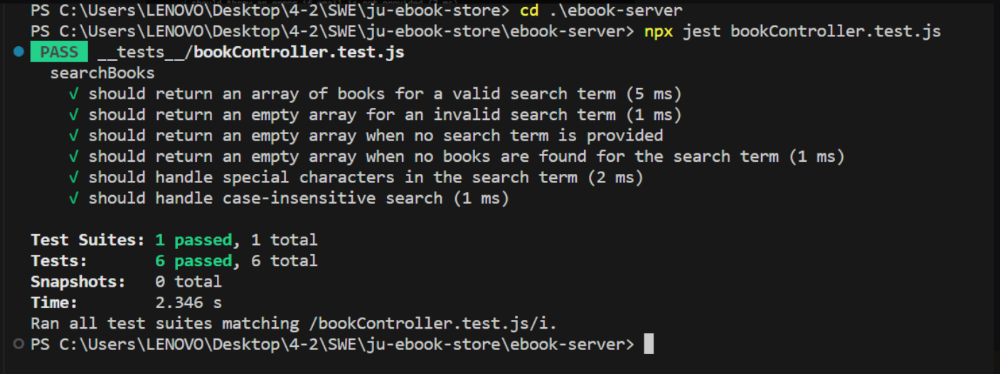 PS C:\Users\LENOVO\Desktop\4-2\SWE\ju-ebook-store> cd .\ebook-server
PS C:\Users\LENOVO\Desktop\4-2\SWE\ju-ebook-store\ebook-server> npx jest bookController.test.js
PASS __tests__/bookController.test.js
searchBooks
√ should return an array of books for a valid search term (5 ms)
√ should return an empty array for an invalid search term (1 ms)
√ should return an empty array when no search term is provided
√ should return an empty array when no books are found for the search term (1 ms)
√ should handle special characters in the search term (2 ms)
√ should handle case-insensitive search (1 ms)
Test Suites: 1 passed, 1 total
Tests: 6 passed, 6 total
Snapshots: 0 total
Time: 2.346 s
Ran all test suites matching /bookController.test.js/i.
PS C:\Users\LENOVO\Desktop\4-2\SWE\ju-ebook-store\ebook-server>